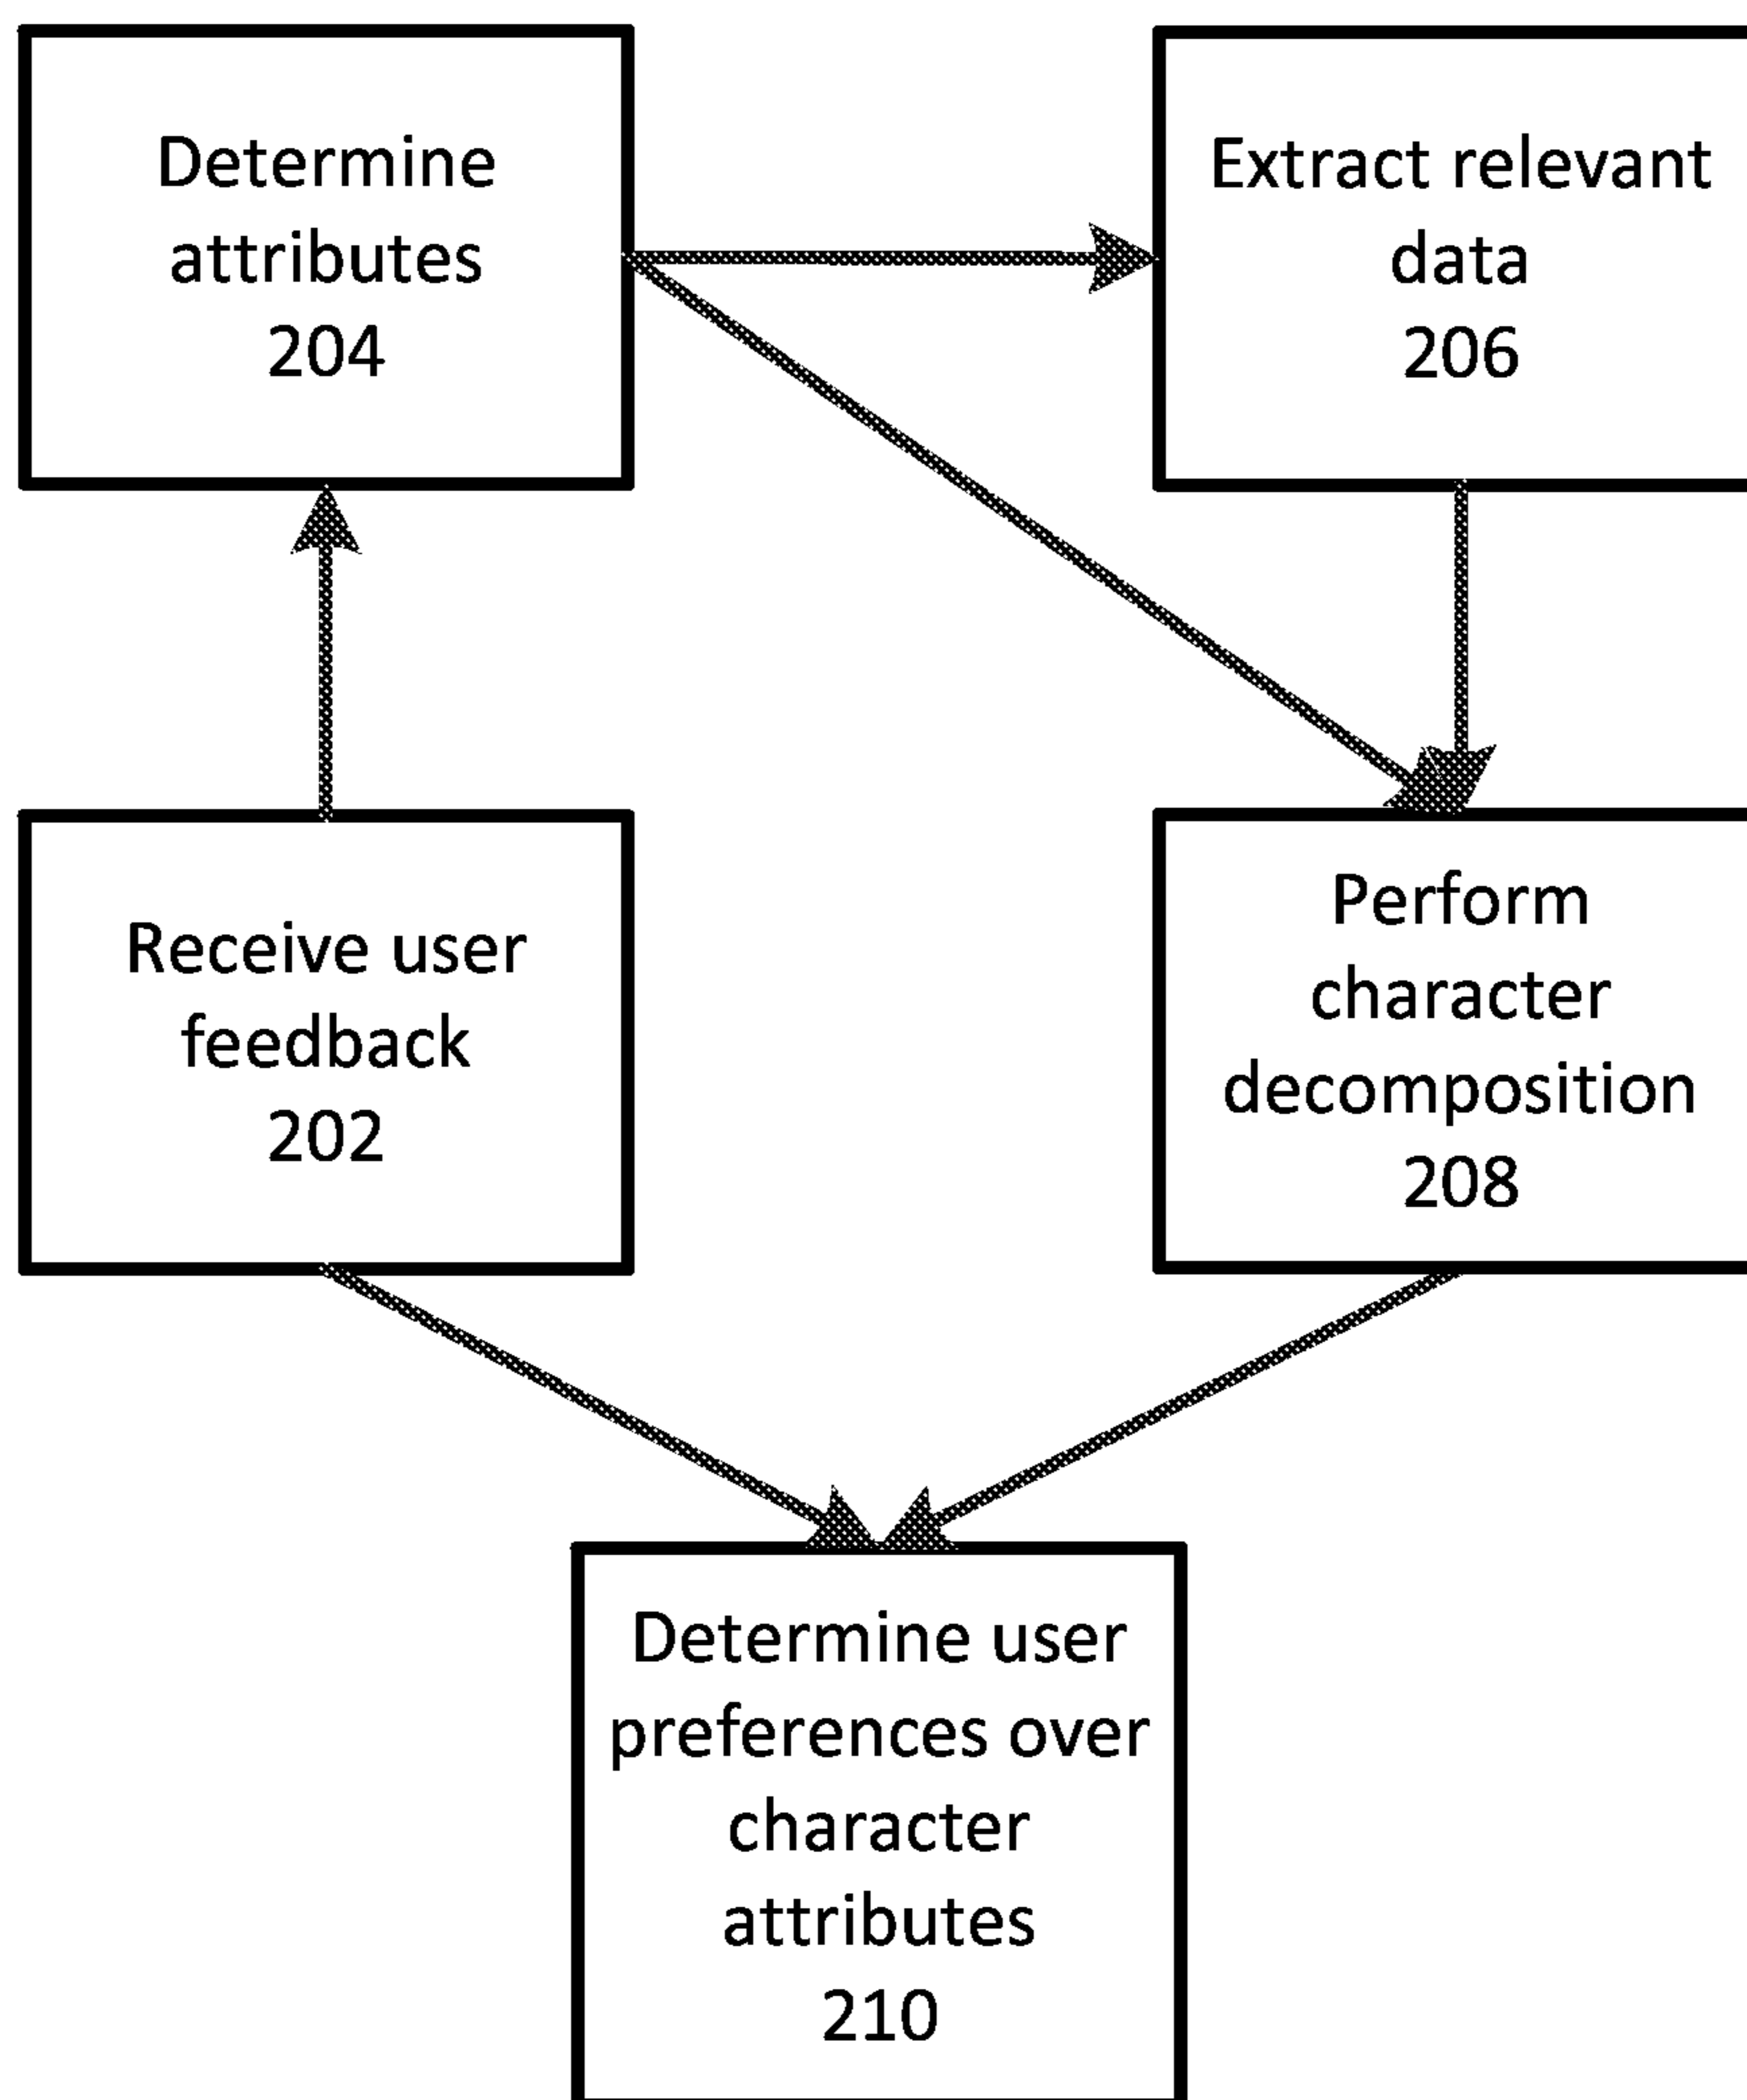 Determine
attributes
204
Extract relevant
data
206
Receive user
feedback
202
Perform
character
decomposition
208
Determine user
preferences over
character
attributes
210